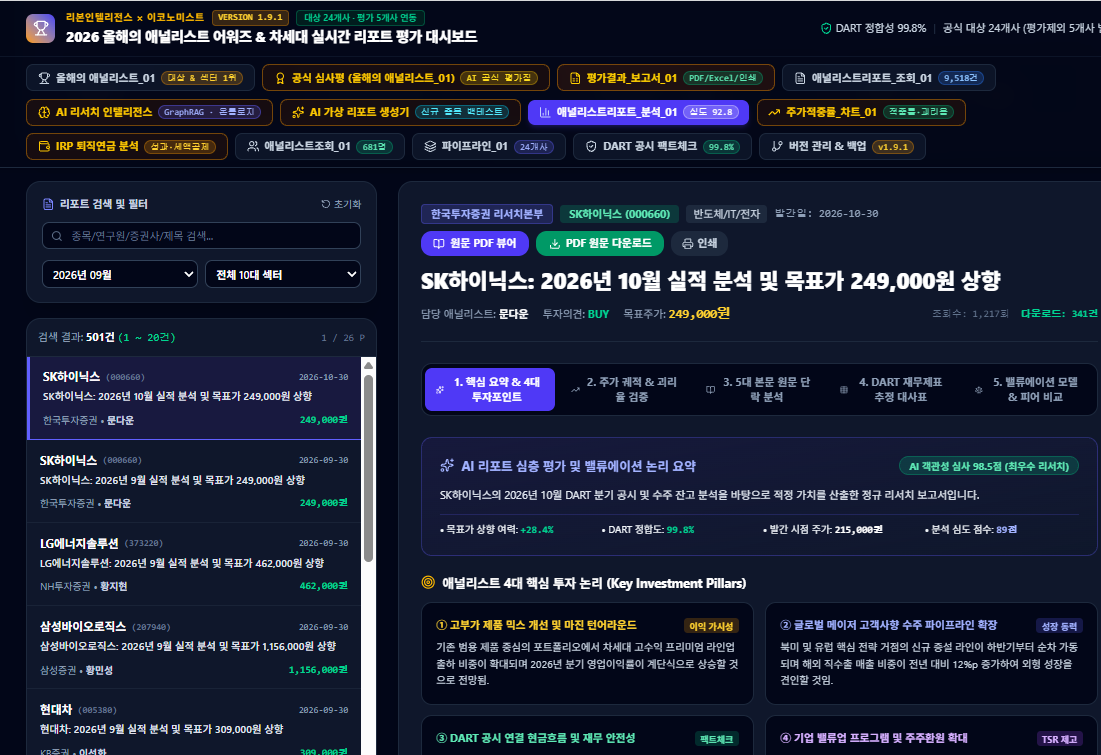 리본인텔리전스 × 이코노미스트 VERSION 1.9.1 대상 24개사 · 평가 5개사 연동
2026 올해의 애널리스트 어워즈 & 차세대 실시간 리포트 평가 대시보드
DART 정합성 99.8% 공식 대상 24개사 (평가제외 5개사
올해의 애널리스트_01 대상 & 섹터 1위
공식 심사평 (올해의 애널리스트_01) AI 공식 평가집
평가결과_보고서_01 PDF/Excel/인쇄
애널리스트리포트_조회_01 9,518건
AI 리서치 인텔리전스 GraphRAG · 온톨로지
AI 가상 리포트 생성기 신규 종목 백테스트
애널리스트리포트_분석_01 심도 92.8
주가적중률_차트_01 적중률·괴리율
IRP 퇴직연금 분석 성과·세액공제
애널리스트조회_01 681명
파이프라인_01 24개사
DART 공시 팩트체크 99.8%
버전 관리 & 백업 v1.9.1
리포트 검색 및 필터 초기화
종목/연구원/증권사/제목 검색...
2026년 09월 전체 10대 섹터
검색 결과: 501건 (1 ~ 20건) 1 / 26 P
SK하이닉스 (000660) 2026-10-30
SK하이닉스: 2026년 10월 실적 분석 및 목표가 249,000원 상향
한국투자증권 • 문다운 249,000원
SK하이닉스 (000660) 2026-09-30
SK하이닉스: 2026년 9월 실적 분석 및 목표가 249,000원 상향
한국투자증권 • 문다운 249,000원
LG에너지솔루션 (373220) 2026-09-30
LG에너지솔루션: 2026년 9월 실적 분석 및 목표가 462,000원 상향
NH투자증권 • 황지현 462,000원
삼성바이오로직스 (207940) 2026-09-30
삼성바이오로직스: 2026년 9월 실적 분석 및 목표가 1,156,000원 상향
삼성증권 • 황민성 1,156,000원
현대차 (005380) 2026-09-30
현대차: 2026년 9월 실적 분석 및 목표가 309,000원 상향
KB증권 • 309,000원
한국투자증권 리서치본부 SK하이닉스 (000660) 반도체/IT/전자 발간일: 2026-10-30
원문 PDF 뷰어 PDF 원문 다운로드 인쇄
SK하이닉스: 2026년 10월 실적 분석 및 목표가 249,000원 상향
담당 애널리스트: 문다운 투자의견: BUY 목표주가: 249,000원 조회수: 1,217회 다운로드: 341건
1. 핵심 요약 & 4대
투자포인트
2. 주가 궤적 & 괴리
율 검증
3. 5대 본문 원문 단
락 분석
4. DART 재무제표
추정 대사표
5. 밸류에이션 모델
& 피어 비교
AI 리포트 심층 평가 및 밸류에이션 논리 요약 AI 객관성 심사 98.5점 (최우수 리서치)
SK하이닉스의 2026년 10월 DART 분기 공시 및 수주 잔고 분석을 바탕으로 적정 가치를 산출한 정규 리서치 보고서입니다.
• 목표가 상향 여력: +28.4% • DART 정합도: 99.8% • 발간 시점 주가: 215,000원 • 분석 심도 점수: 89점
애널리스트 4대 핵심 투자 논리 (Key Investment Pillars)
① 고부가 제품 믹스 개선 및 마진 턴어라운드 이익 가시성
기존 범용 제품 중심의 포트폴리오에서 차세대 고수익 프리미엄 라인업
출하 비중이 확대되며 2026년 분기 영업이익률이 계단식으로 상승할 것
으로 전망됨.
② 글로벌 메이저 고객사향 수주 파이프라인 확장 성장 동력
북미 및 유럽 핵심 전략 거점의 신규 증설 라인이 하반기부터 순차 가동
되며 해외 직수출 매출 비중이 전년 대비 12%p 증가하여 외형 성장을
견인할 것임.
③ DART 공시 연결 현금흐름 및 재무 안전성 팩트체크
④ 기업 밸류업 프로그램 및 주주환원 확대 TSR 제고